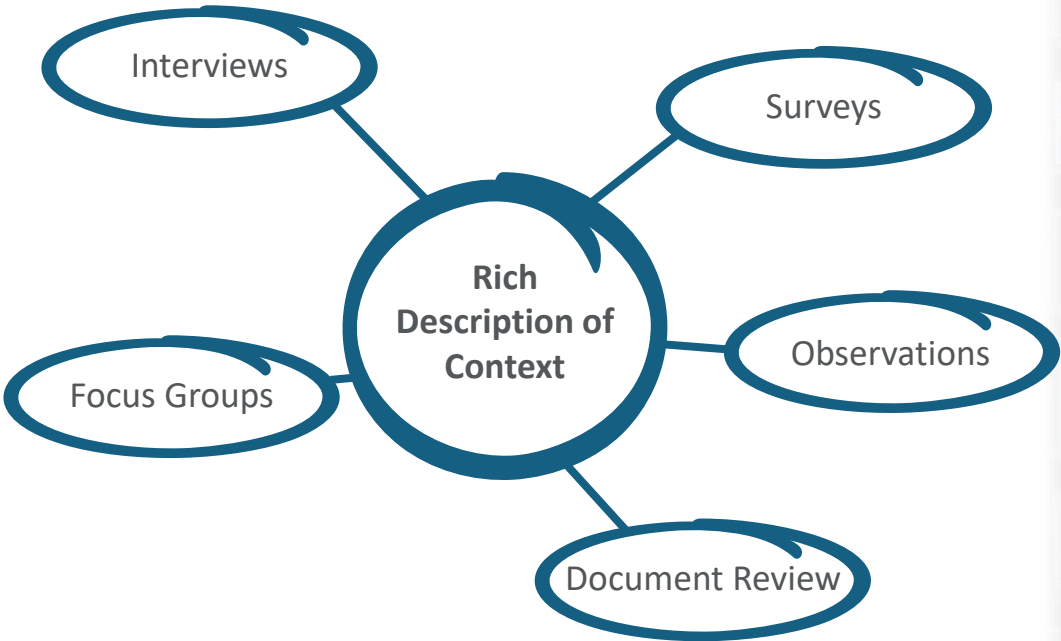 Interviews
Surveys
Rich
Description of
Context
Observations
Focus Groups
Document Review